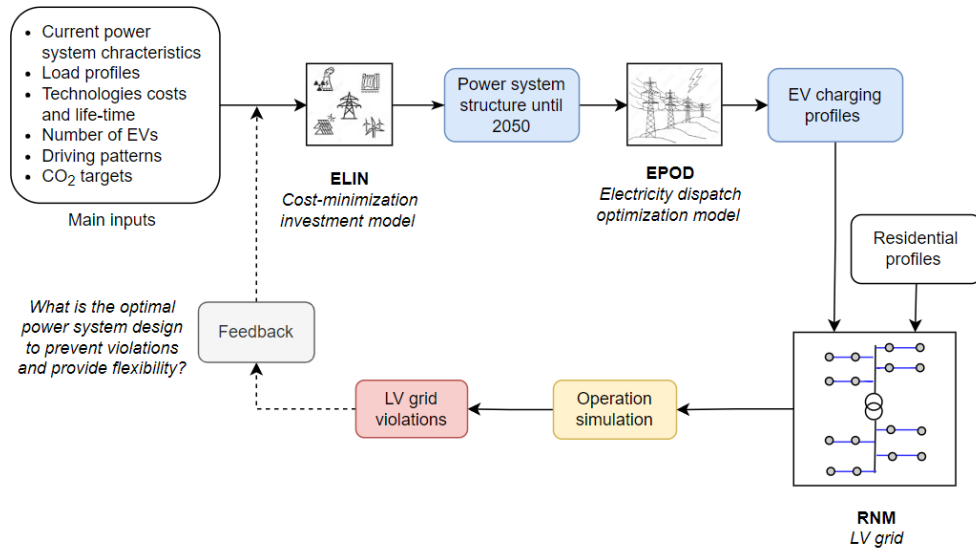 • Current power
system chracteristics
• Load profiles
• Technologies costs
and life-time
• Number of EVs
• Driving patterns
• CO₂ targets
Main inputs
ELIN
Cost-minimization
investment model
Power system
structure until
2050
EPOD
Electricity dispatch
optimization model
EV charging
profiles
Residential
profiles
What is the optimal
power system design
to prevent violations
and provide flexibility?
Feedback
LV grid
violations
Operation
simulation
RNM
LV grid